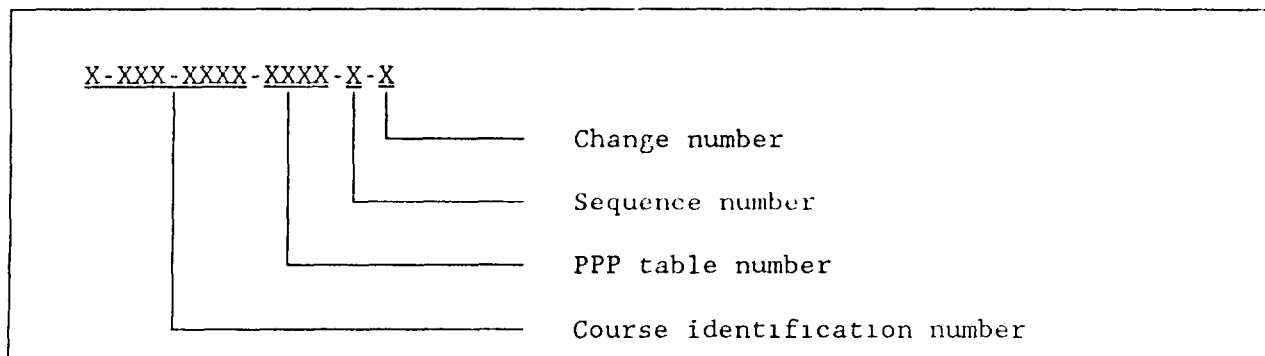 X-XXX-XXXX-XXXX-X-X
Change number
Sequence number
PPP table number
Course identification number